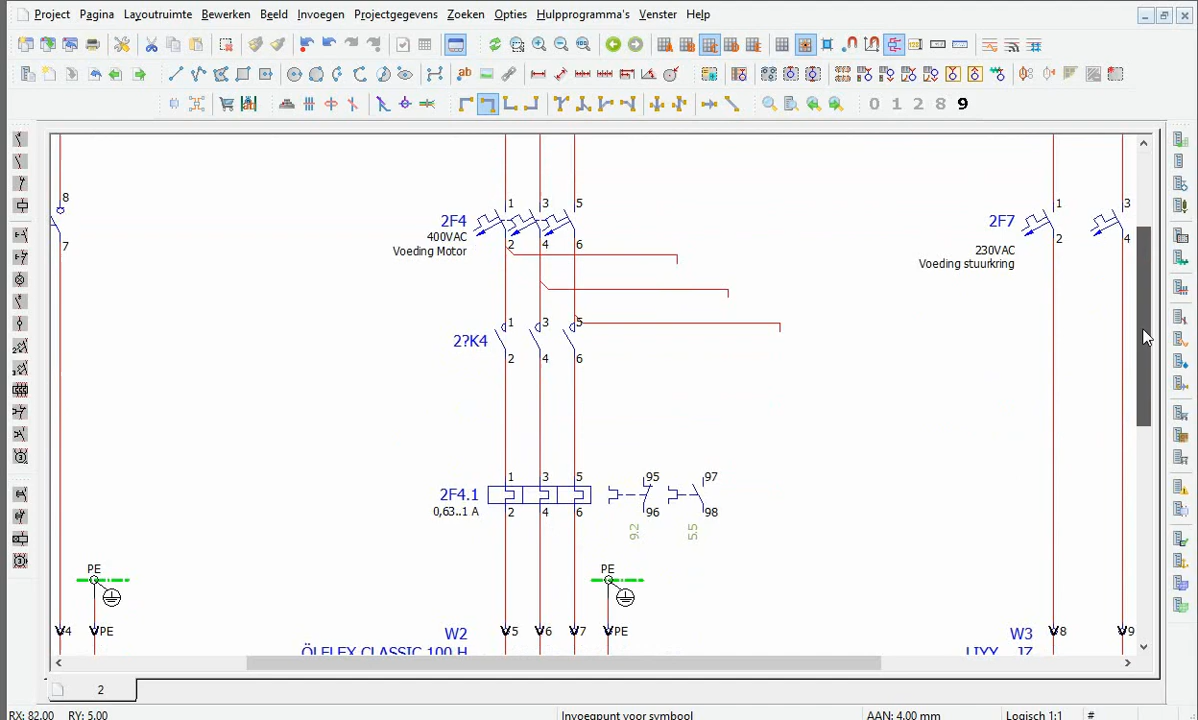 Project Pagina Layoutruimte Bewerken Beeld Invoegen Projectgegevens Zoeken Opties Hulpprogramma's Venster Help
ab
0 1 2 8 9
8
7
2F4
400VAC
Voeding Motor
1 3 5
2 4 6
2F7
230VAC
Voeding stuurkring
1 3
2 4
2?K4
1 3 5
2 4 6
2F4.1
0,63..1 A
1 3 5
2 4 6
95 97
96 98
9.2 5.5
PE PE
4 PE
W2
5 6 7 PE
W3
8 9
ÖLFLEX CLASSIC 100 H
LIYY JZ
2
RX: 82.00 RY: 5.00 Invoegpunt voor symbool AAN: 4.00 mm Logisch 1:1 #